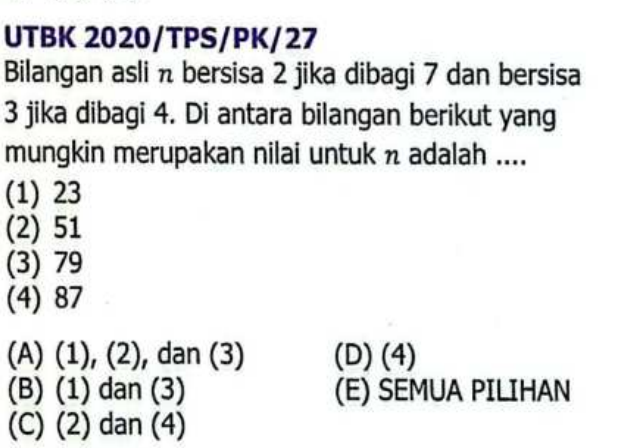 UTBK 2020/TPS/PK/27
Bilangan asli n bersisa 2 jika dibagi 7 dan bersisa
3 jika dibagi 4. Di antara bilangan berikut yang
mungkin merupakan nilai untuk n adalah ....
(1) 23
(2) 51
(3) 79
(4) 87
(A) (1), (2), dan (3)
(B) (1) dan (3)
(C) (2) dan (4)
(D) (4)
(E) SEMUA PILIHAN